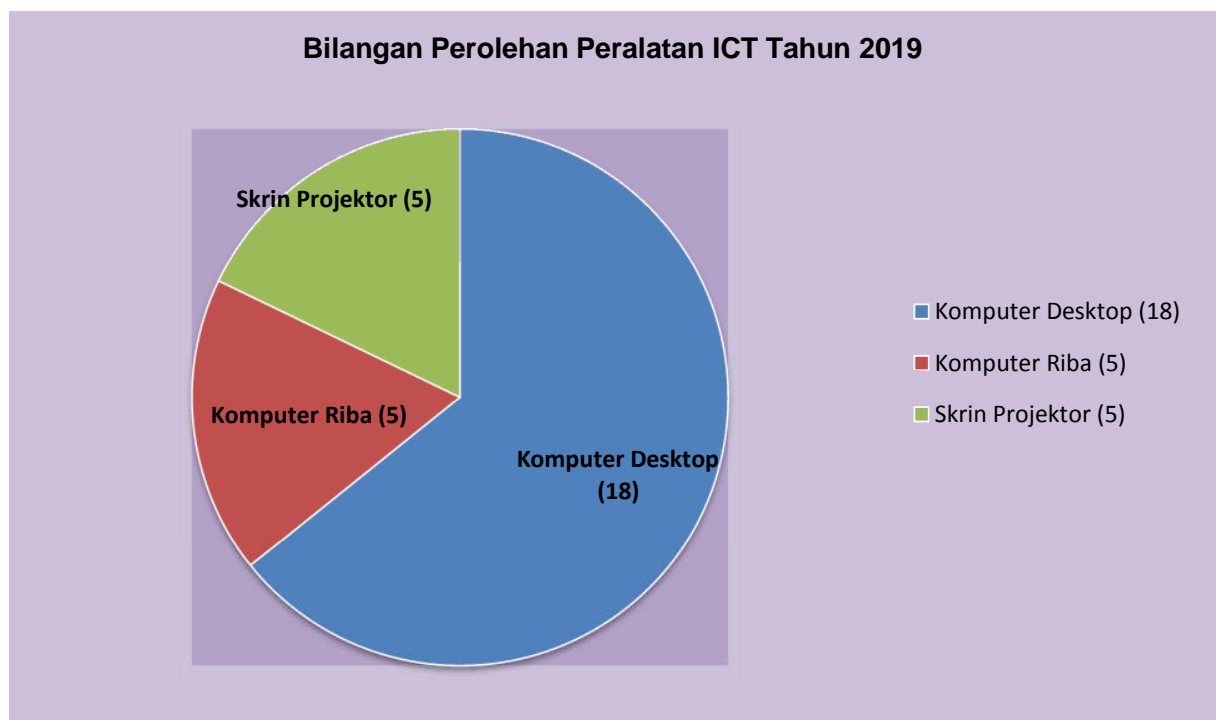 Bilangan Perolehan Peralatan ICT Tahun 2019
Skrin Projektor (5)
Komputer Riba (5)
Komputer Desktop
(18)
Komputer Desktop (18)
Komputer Riba (5)
Skrin Projektor (5)